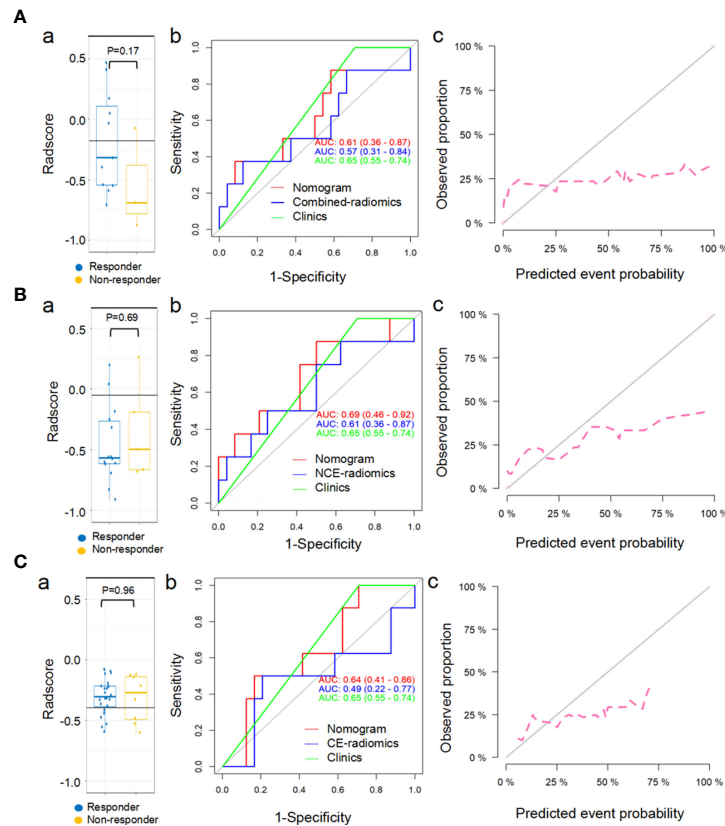 A
a
P=0.17
0.5
0.0
-0.5
-1.0
Radscore
Responder
Non-responder
b
1.0
0.8
0.6
0.4
0.2
0.0
Sensitivity
AUC: 0.61 (0.36 - 0.87)
AUC: 0.57 (0.31 - 0.84)
AUC: 0.65 (0.55 - 0.74)
Nomogram
Combined-radiomics
Clinics
0.0 0.2 0.4 0.6 0.8 1.0
1-Specificity
c
100 %
75 %
50 %
25 %
0 %
Observed proportion
0 % 25 % 50 % 75 % 100 %
Predicted event probability
B
a
P=0.69
0.5
0.0
-0.5
-1.0
Radscore
Responder
Non-responder
b
1.0
0.8
0.6
0.4
0.2
0.0
Sensitivity
AUC: 0.69 (0.46 - 0.92)
AUC: 0.61 (0.36 - 0.87)
AUC: 0.65 (0.55 - 0.74)
Nomogram
NCE-radiomics
Clinics
0.0 0.2 0.4 0.6 0.8 1.0
1-Specificity
c
100 %
75 %
50 %
25 %
0 %
Observed proportion
0 % 25 % 50 % 75 % 100 %
Predicted event probability
C
a
P=0.96
0.5
0.0
-0.5
-1.0
Radscore
Responder
Non-responder
b
1.0
0.8
0.6
0.4
0.2
0.0
Sensitivity
AUC: 0.64 (0.41 - 0.86)
AUC: 0.49 (0.22 - 0.77)
AUC: 0.65 (0.55 - 0.74)
Nomogram
CE-radiomics
Clinics
0.0 0.2 0.4 0.6 0.8 1.0
1-Specificity
c
100 %
75 %
50 %
25 %
0 %
Observed proportion
0 % 25 % 50 % 75 % 100 %
Predicted event probability